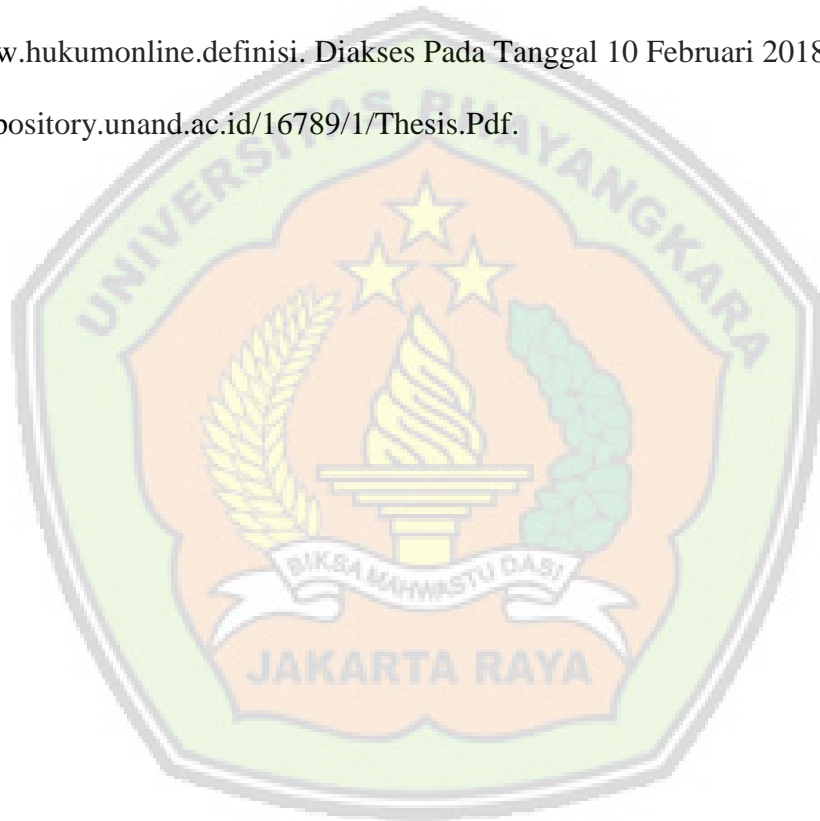 w.hukumonline.definisi. Diakses Pada Tanggal 10 Februari 2018
pository.unand.ac.id/16789/1/Thesis.Pdf.
UNIVERSITAS BHAYANGKARA
BIKSA MAHWASTU DASI
JAKARTA RAYA